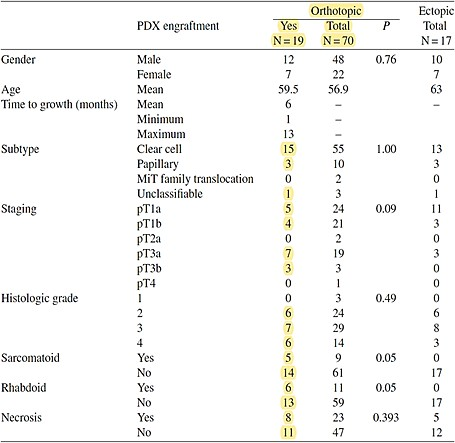 Orthotopic Ectopic
PDX engraftment Yes Total P Total
N = 19 N = 70 N = 17
Gender Male 12 48 0.76 10
Female 7 22 7
Age Mean 59.5 56.9 63
Time to growth (months) Mean 6 –
Minimum 1 –
Maximum 13 –
Subtype Clear cell 15 55 1.00 13
Papillary 3 10 3
MiT family translocation 0 2 0
Unclassifiable 1 3 1
Staging pT1a 5 24 0.09 11
pT1b 4 21 3
pT2a 0 2 0
pT3a 7 19 3
pT3b 3 3 0
pT4 0 1 0
Histologic grade 1 0 3 0.49 0
2 6 24 6
3 7 29 8
4 6 14 3
Sarcomatoid Yes 5 9 0.05 0
No 14 61 17
Rhabdoid Yes 6 11 0.05 0
No 13 59 17
Necrosis Yes 8 23 0.393 5
No 11 47 12